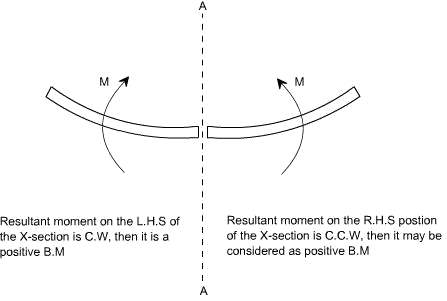 A
M
M
Resultant moment on the L.H.S of
the X-section is C.W, then it is a
positive B.M
Resultant moment on the R.H.S postion
of the X-section is C.C.W, then it may be
considered as positive B.M
A